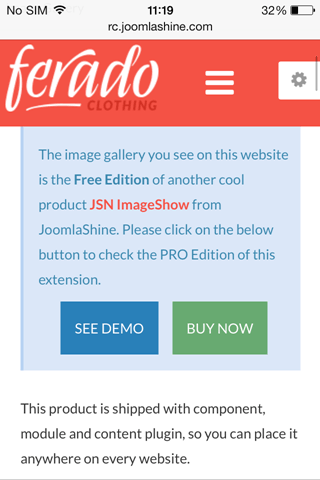 No SIM 11:19 32%
rc.joomlashine.com
ferado
CLOTHING
The image gallery you see on this website
is the Free Edition of another cool
product JSN ImageShow from
JoomlaShine. Please click on the below
button to check the PRO Edition of this
extension.
SEE DEMO BUY NOW
This product is shipped with component,
module and content plugin, so you can place it
anywhere on every website.